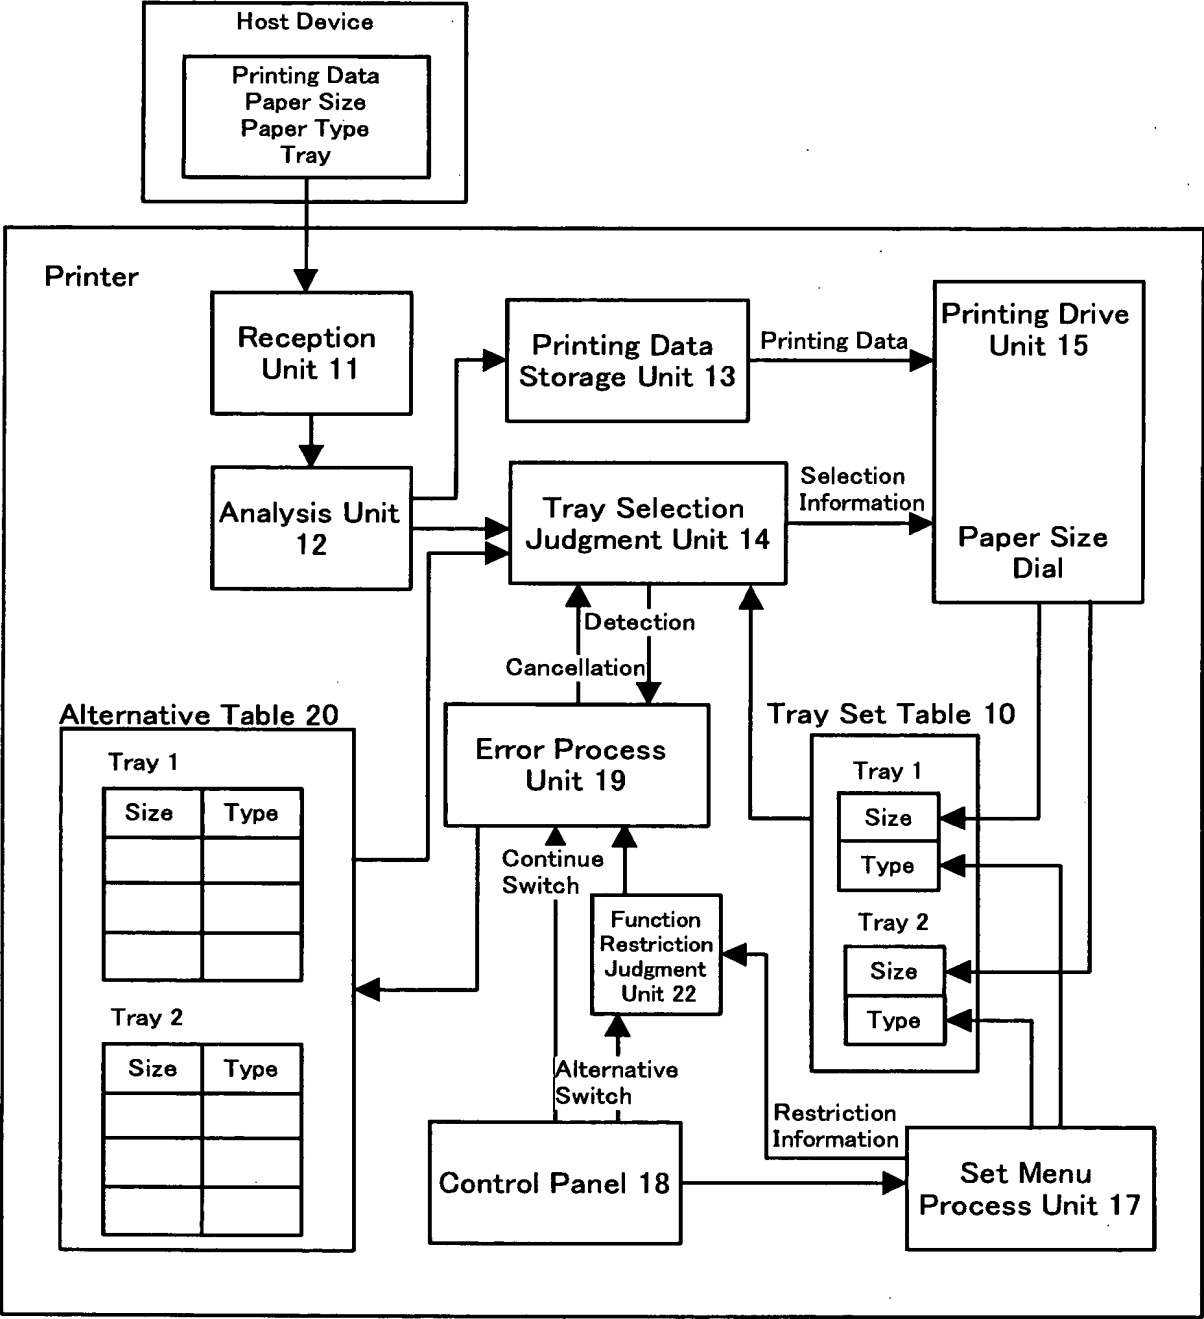 Host Device
Printing Data
Paper Size
Paper Type
Tray
Printer
Reception
Unit 11
Printing Data
Storage Unit 13
Printing Data
Printing Drive
Unit 15
Analysis Unit
12
Tray Selection
Judgment Unit 14
Selection
Information
Paper Size
Dial
Detection
Cancellation
Alternative Table 20
Tray 1
Size
Type
Tray 2
Size
Type
Error Process
Unit 19
Tray Set Table 10
Tray 1
Size
Type
Tray 2
Size
Type
Continue
Switch
Function
Restriction
Judgment
Unit 22
Alternative
Switch
Restriction
Information
Control Panel 18
Set Menu
Process Unit 17